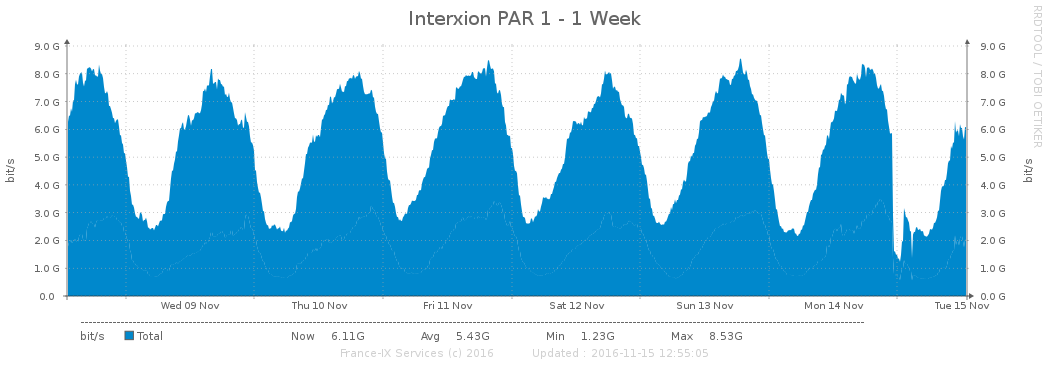 Interxion PAR 1 - 1 Week
RRDTOOL / TOBI OETIKER
9.0 G 9.0 G
8.0 G 8.0 G
7.0 G 7.0 G
6.0 G 6.0 G
5.0 G 5.0 G
4.0 G 4.0 G
3.0 G 3.0 G
2.0 G 2.0 G
1.0 G 1.0 G
0.0 0.0 G
bit/s
bit/s
Wed 09 Nov Thu 10 Nov Fri 11 Nov Sat 12 Nov Sun 13 Nov Mon 14 Nov Tue 15 Nov
bit/s Total Now 6.11G Avg 5.43G Min 1.23G Max 8.53G
France-IX Services (c) 2016 Updated : 2016-11-15 12:55:05